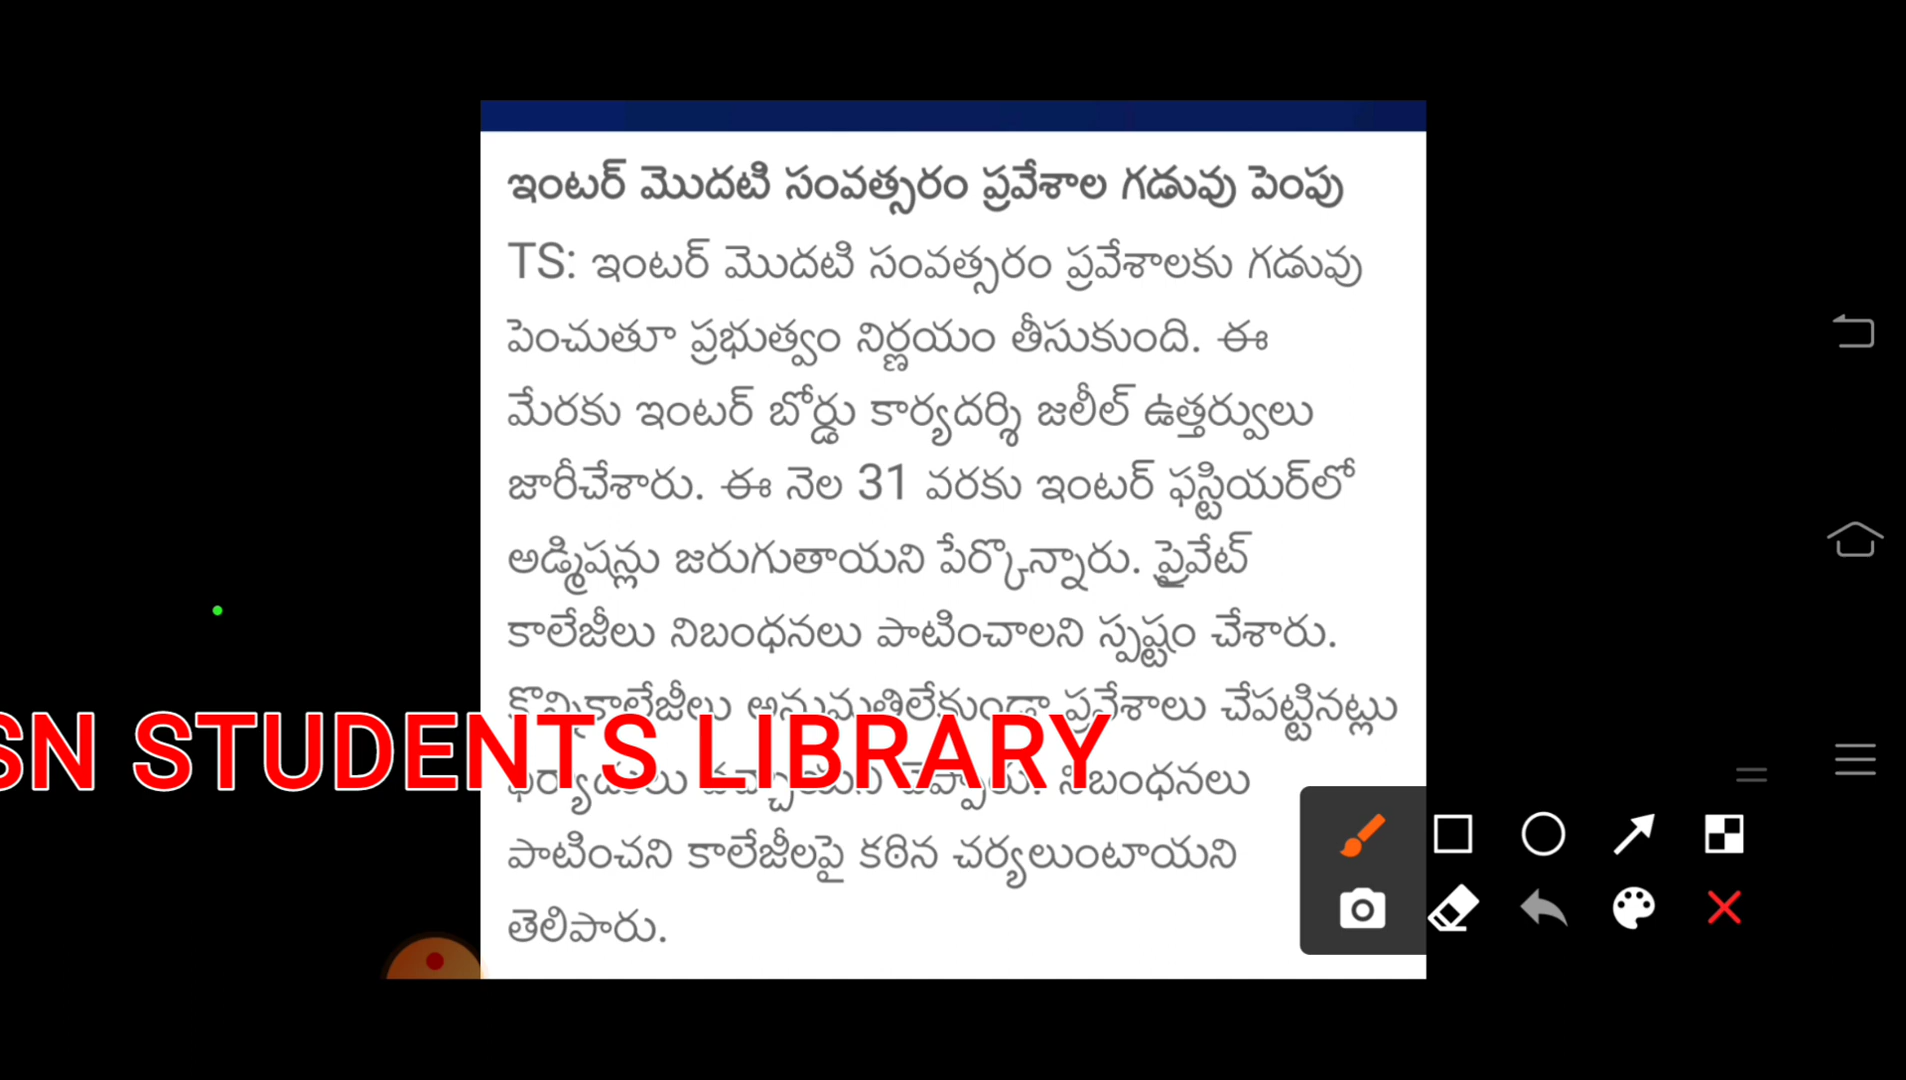 ఇంటర్ మొదటి సంవత్సరం ప్రవేశాల గడువు పెంపు
TS: ఇంటర్ మొదటి సంవత్సరం ప్రవేశాలకు గడువు
పెంచుతూ ప్రభుత్వం నిర్ణయం తీసుకుంది. ఈ
మేరకు ఇంటర్ బోర్డు కార్యదర్శి జలీల్ ఉత్తర్వులు
జారీచేశారు. ఈ నెల 31 వరకు ఇంటర్ ఫస్టియర్‌లో
అడ్మిషన్లు జరుగుతాయని పేర్కొన్నారు. ప్రైవేట్
కాలేజీలు నిబంధనలు పాటించాలని స్పష్టం చేశారు.
కొన్నికాలేజీలు అనుమతిలేకుండా ప్రవేశాలు చేపట్టినట్లు
SN STUDENTS LIBRARY
నిబంధనలు
పాటించని కాలేజీలపై కఠిన చర్యలుంటాయని
తెలిపారు.